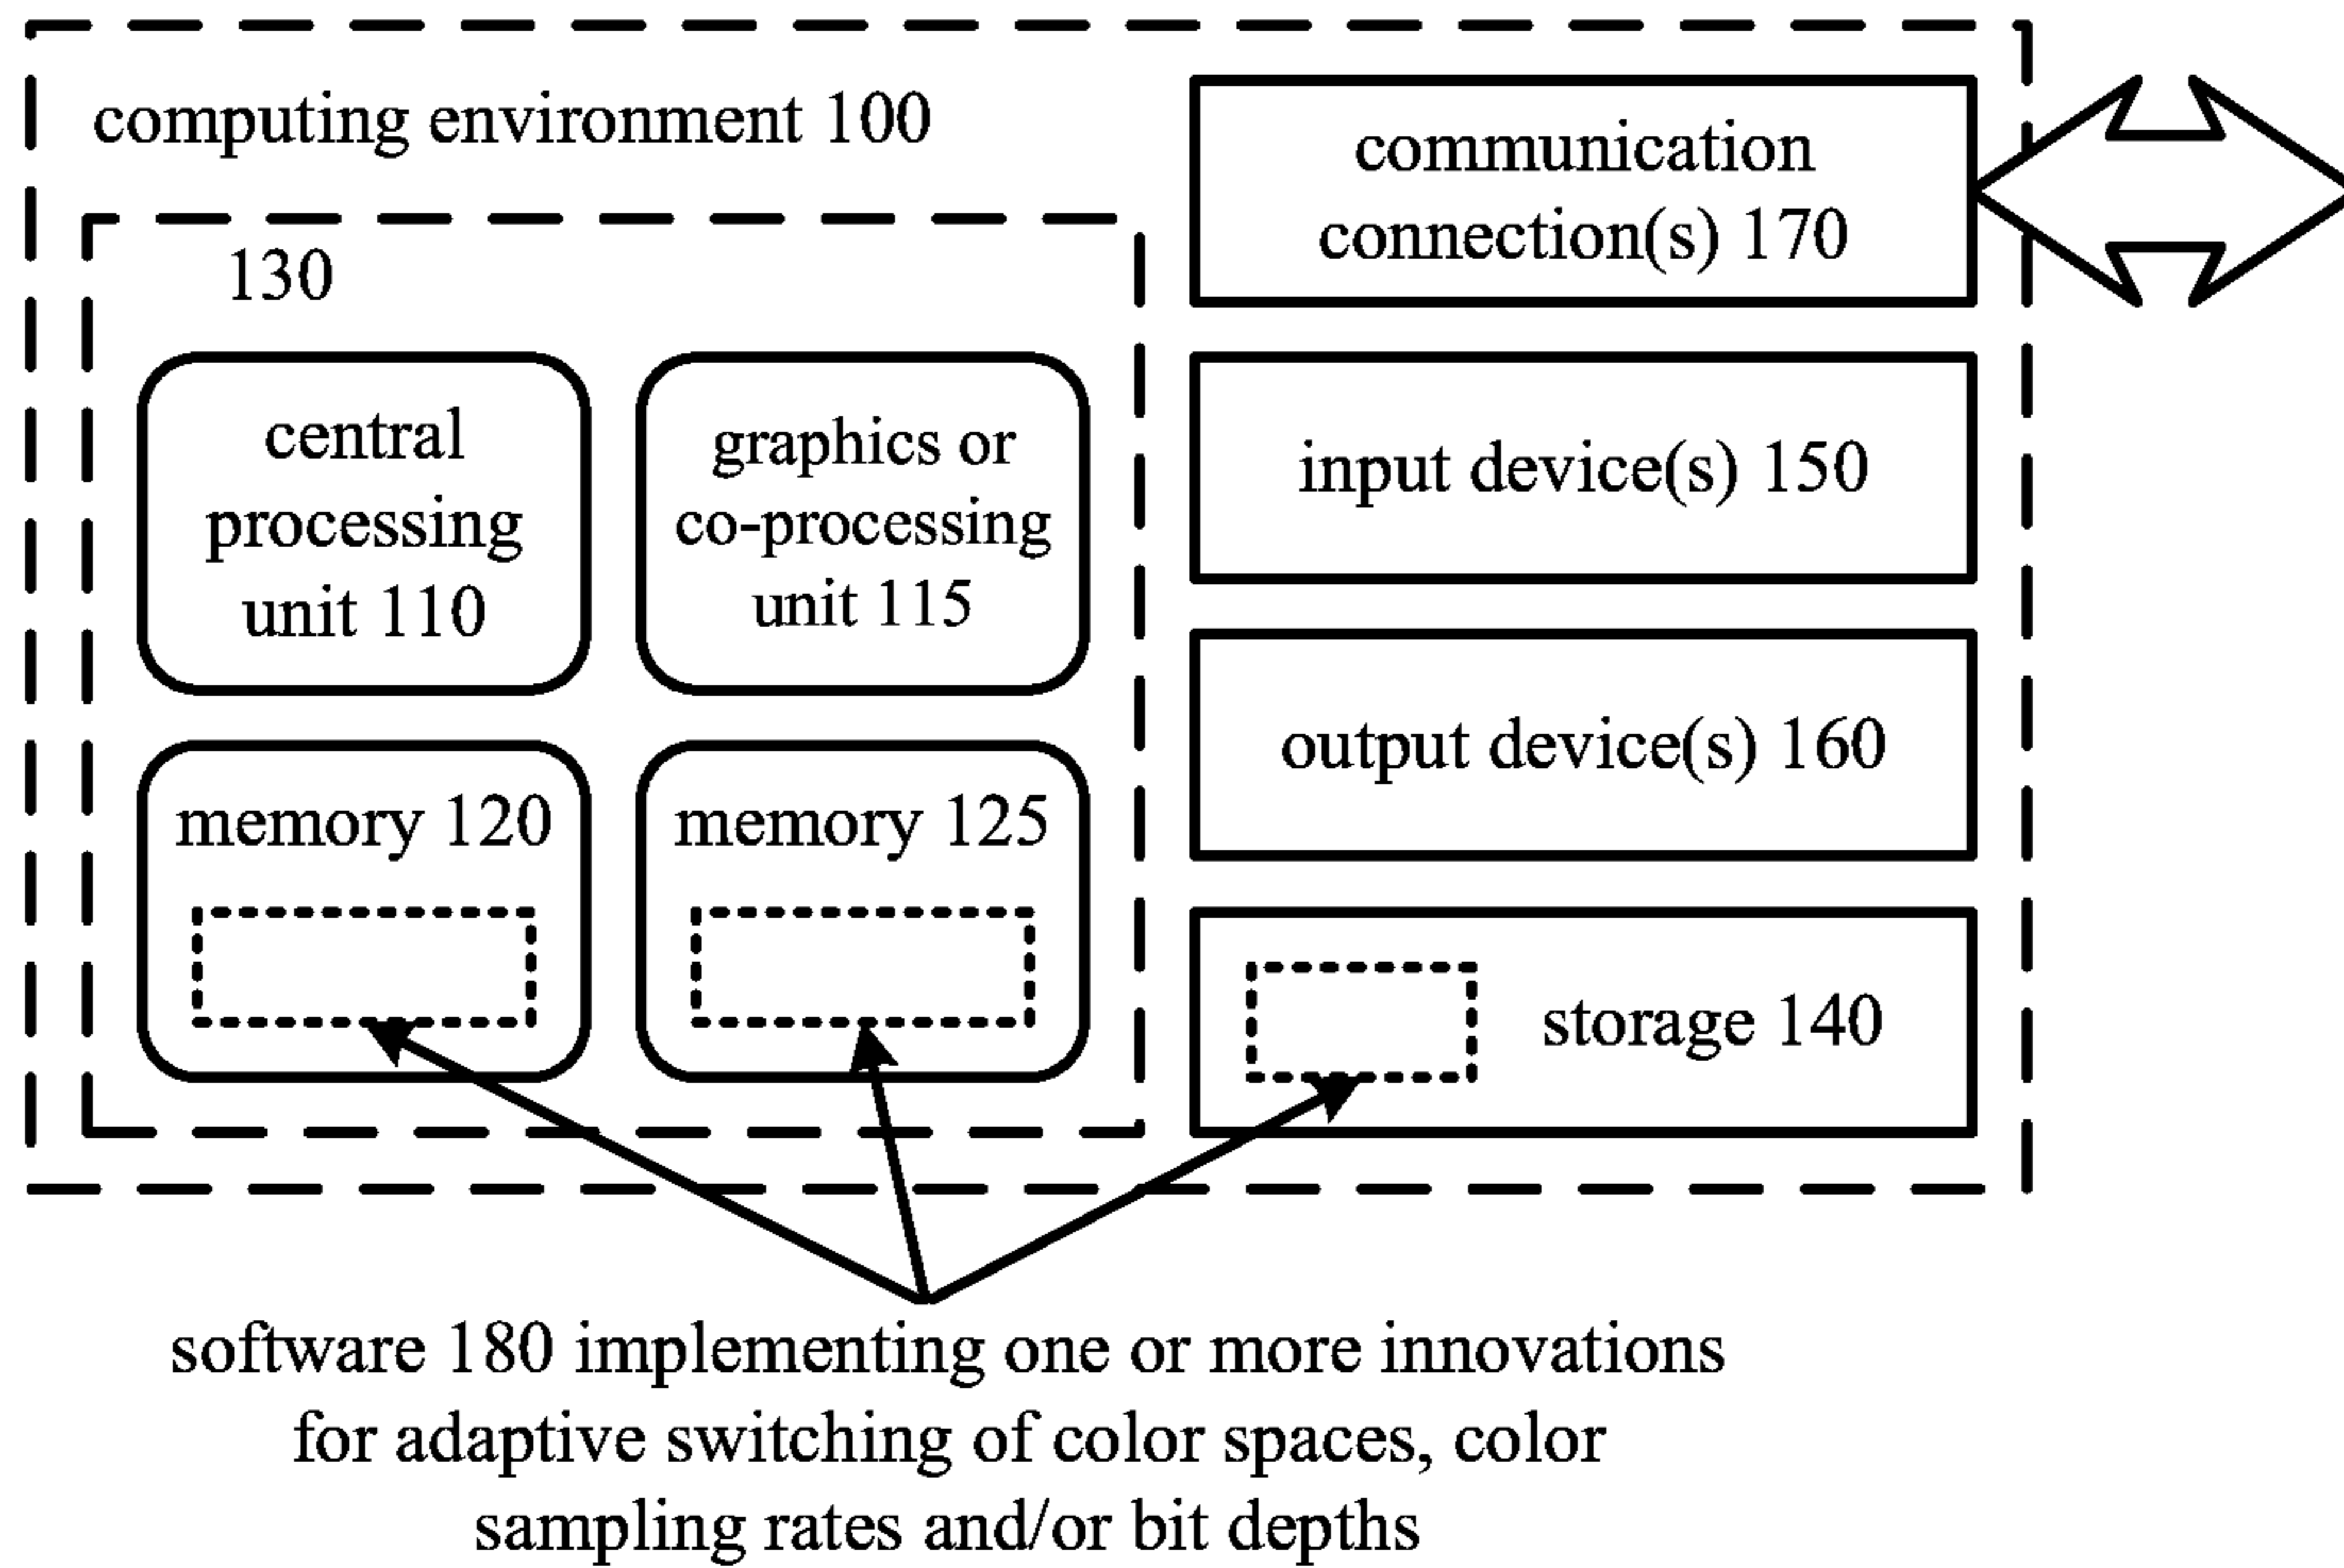 computing environment 100
130
central
processing
unit 110
graphics or
co-processing
unit 115
memory 120
memory 125
communication
connection(s) 170
input device(s) 150
output device(s) 160
storage 140
software 180 implementing one or more innovations
for adaptive switching of color spaces, color
sampling rates and/or bit depths